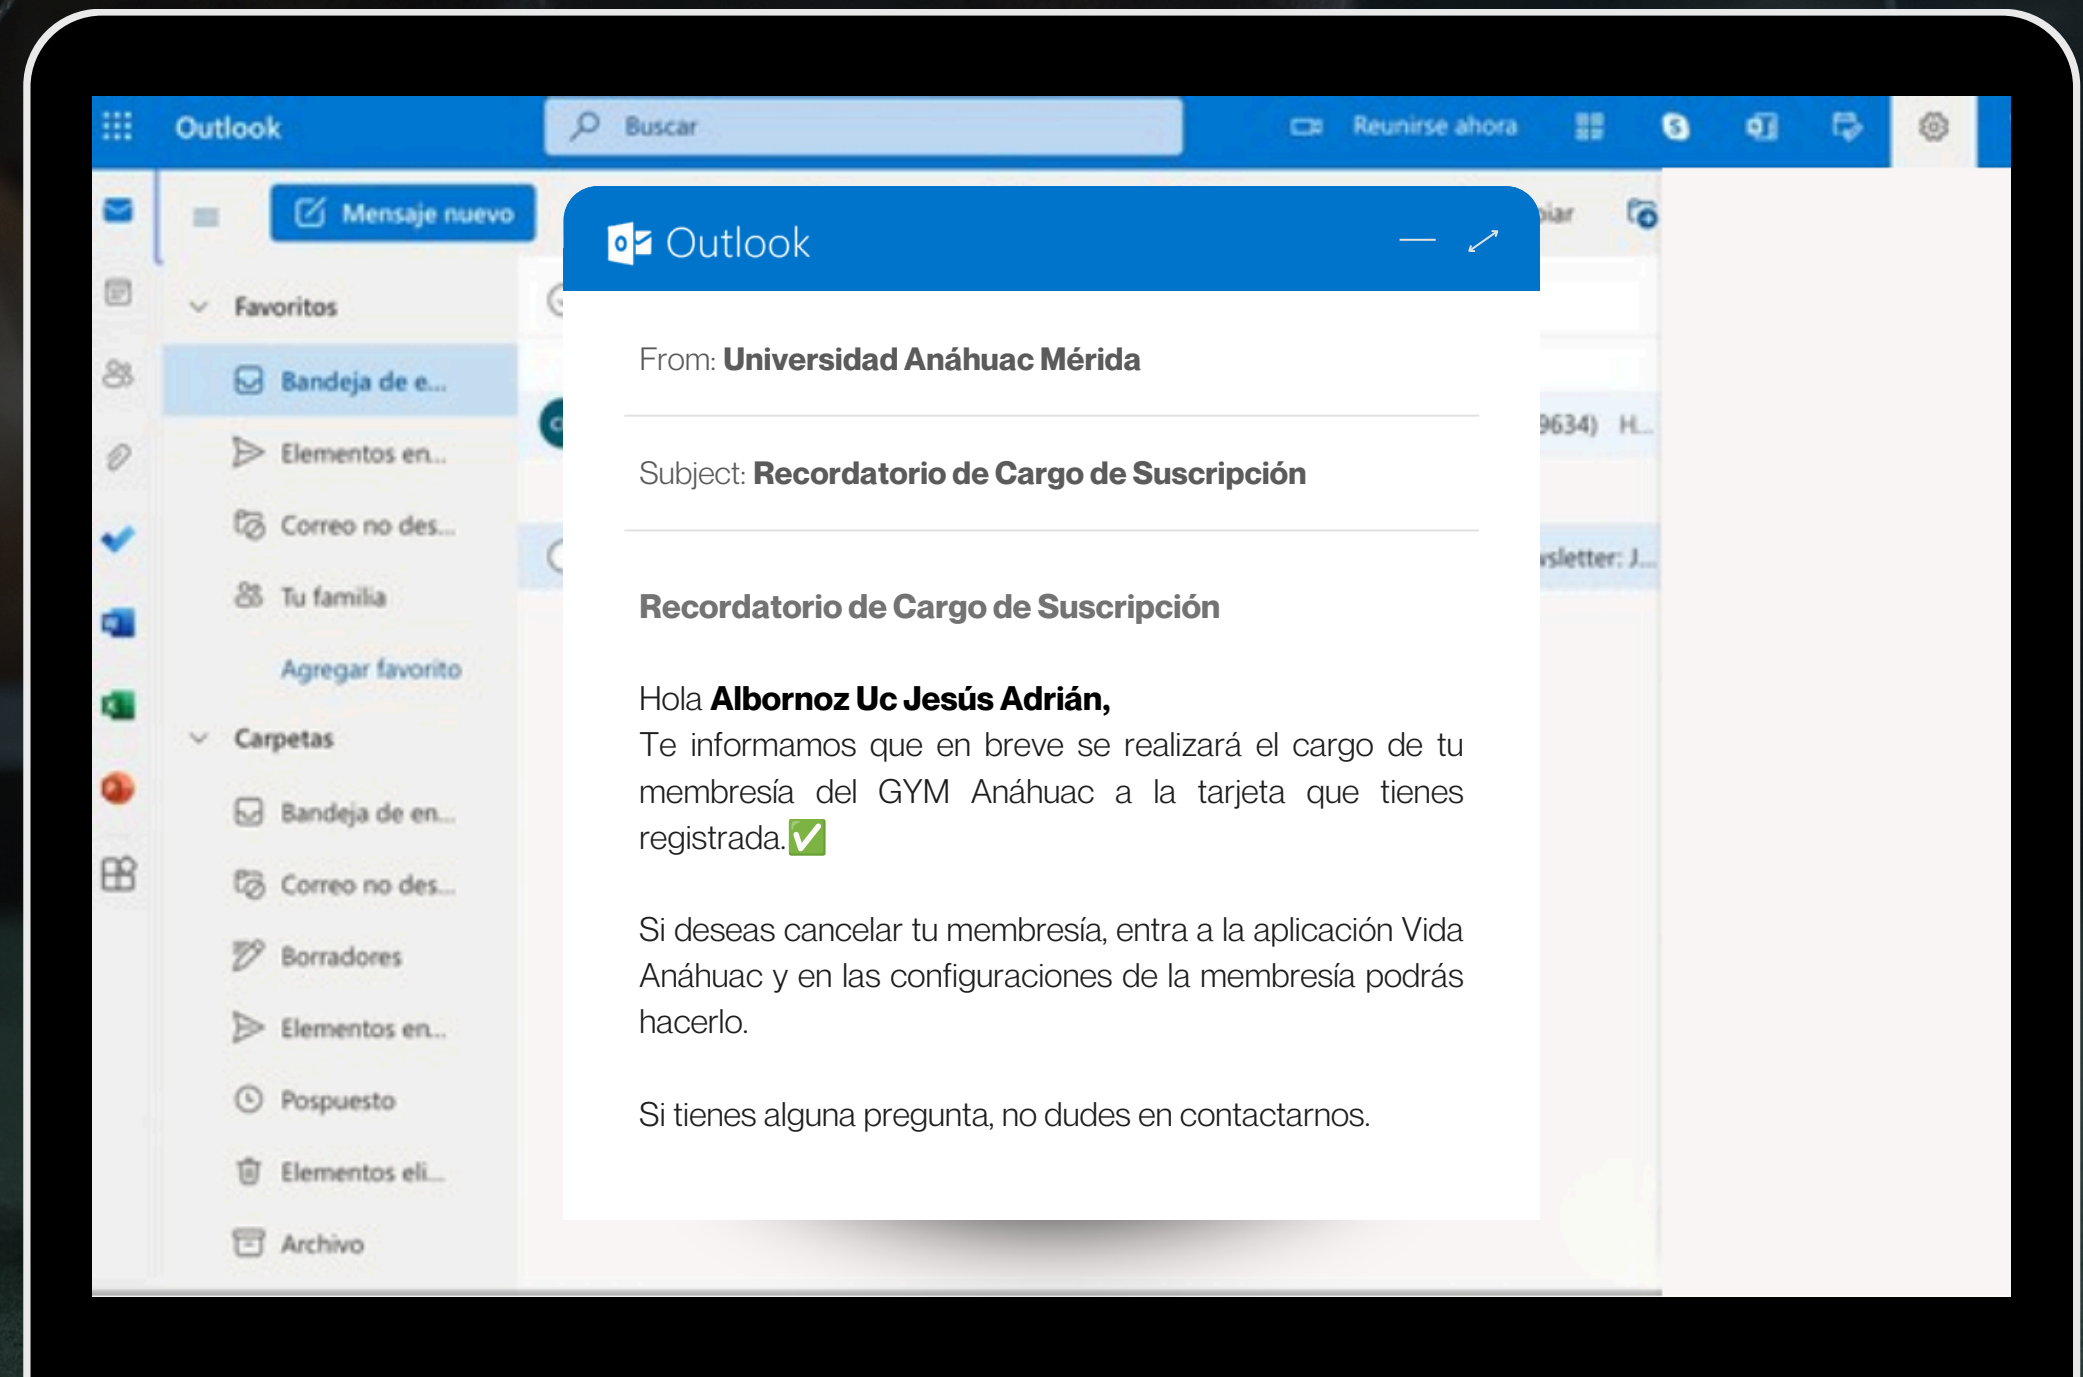 Outlook
Buscar
Reunirse ahora
Mensaje nuevo
Favoritos
Bandeja de e...
Elementos en...
Correo no des...
Tu familia
Agregar favorito
Carpetas
Bandeja de en...
Correo no des...
Borradores
Elementos en...
Pospuesto
Elementos eli...
Archivo
Outlook
From: Universidad Anáhuac Mérida
Subject: Recordatorio de Cargo de Suscripción
Recordatorio de Cargo de Suscripción
Hola Albornoz Uc Jesús Adrián,
Te informamos que en breve se realizará el cargo de tu
membresía del GYM Anáhuac a la tarjeta que tienes
registrada.✅
Si deseas cancelar tu membresía, entra a la aplicación Vida
Anáhuac y en las configuraciones de la membresía podrás
hacerlo.
Si tienes alguna pregunta, no dudes en contactarnos.
9634) H...
J...